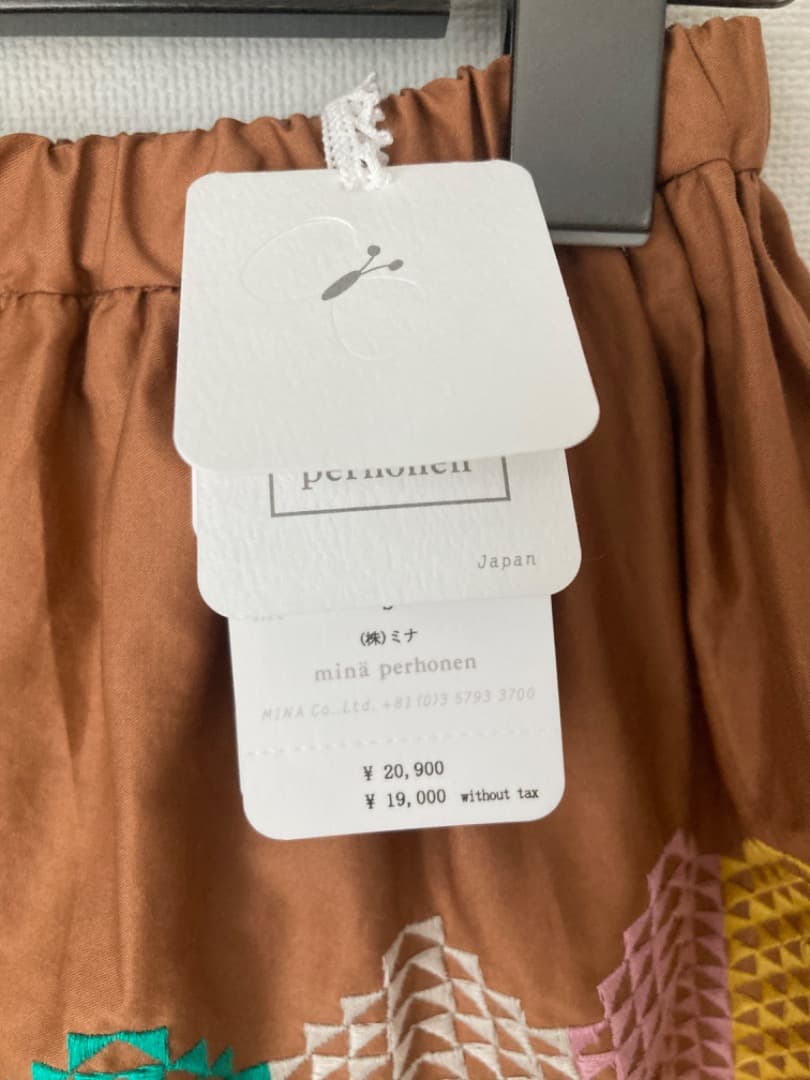 perhonen
Japan
(株)ミナ
minä perhonen
MINA Co.,Ltd. +81(0)3 5793 3700
¥ 20,900
¥ 19,000 without tax